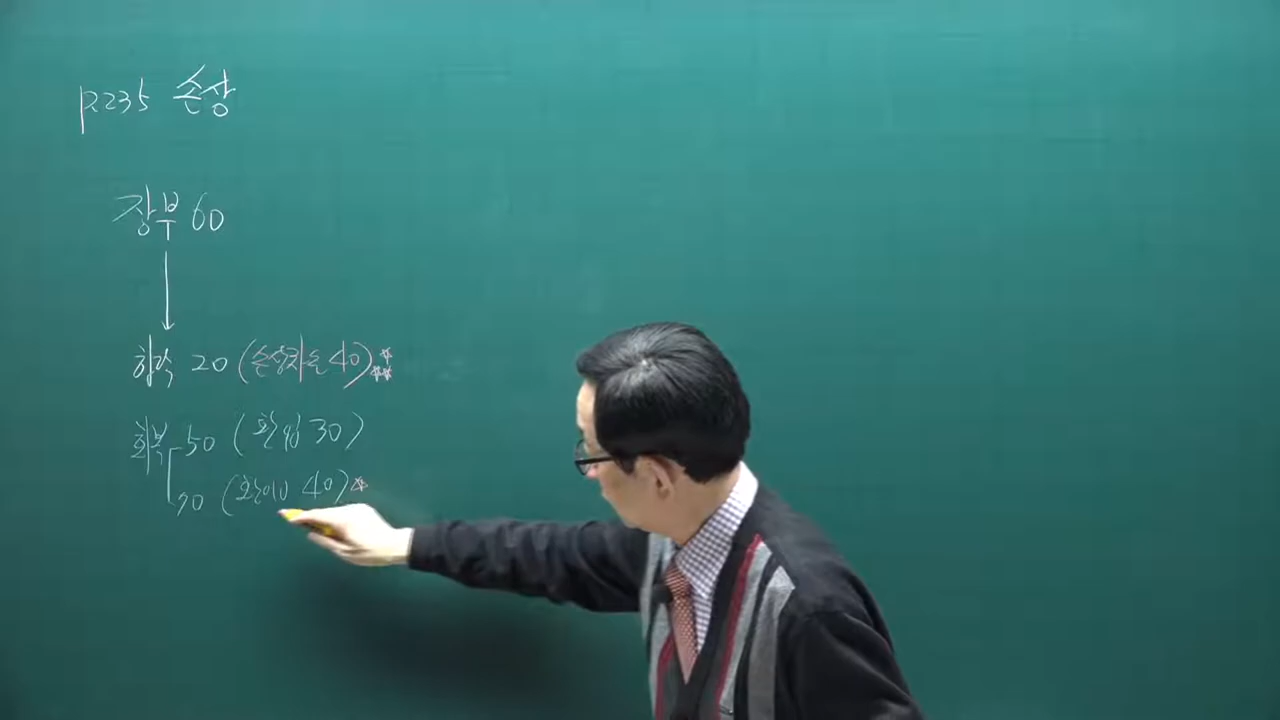 p.235 손상
장부 60
하락 20 (손상차손 40)
회복 50 (환입 30)
70 (환입 40)